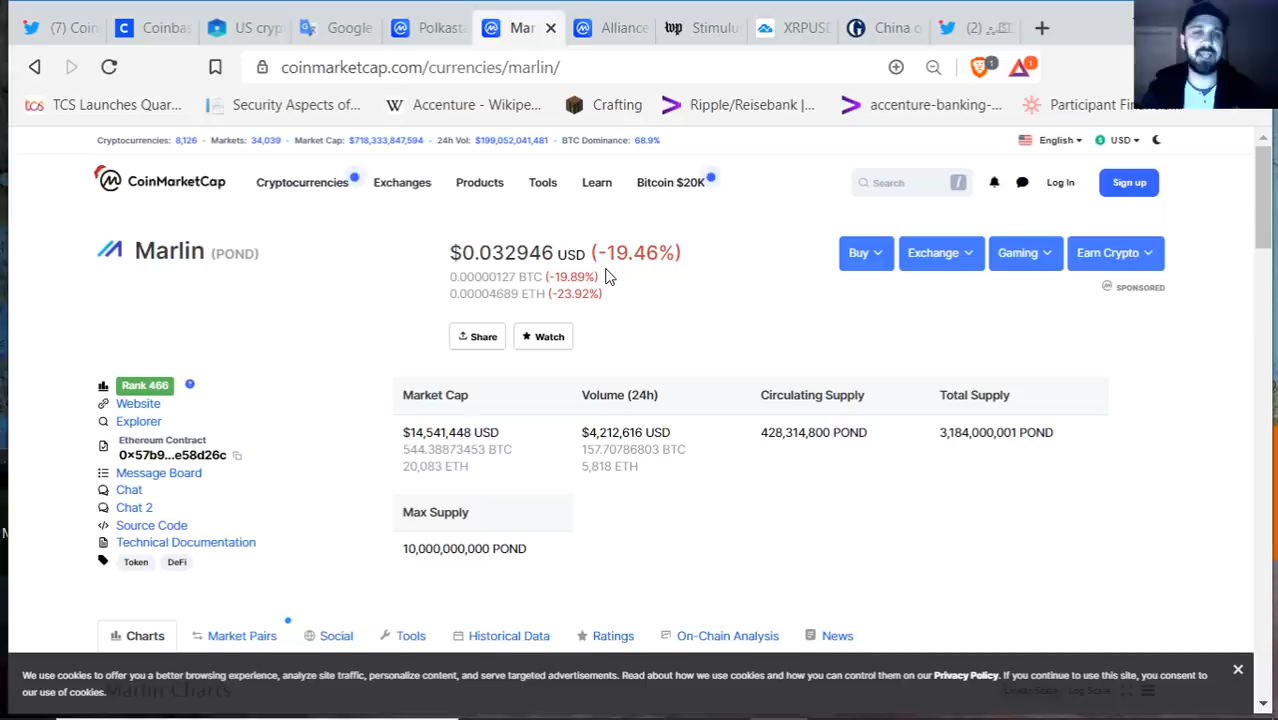 (7) Coin
Coinbas
US cryp
Google
Polkast
Mar
Alliance
Stimulu
XRPUS
China o
(2)
coinmarketcap.com/currencies/marlin/
1
1
TCS Launches Quar...
Security Aspects of...
Accenture - Wikipe...
Crafting
Ripple/Reisebank |...
accenture-banking-...
Participant Financi...
Cryptocurrencies: 8,126 Markets: 34,039 Market Cap: $718,333,847,594 24h Vol: $199,052,041,481 BTC Dominance: 68.9%
English
USD
CoinMarketCap
Cryptocurrencies
Exchanges
Products
Tools
Learn
Bitcoin $20K
Search
/
Log In
Sign up
Marlin (POND)
$0.032946 USD (-19.46%)
0.00000127 BTC (-19.89%)
0.00004689 ETH (-23.92%)
Buy
Exchange
Gaming
Earn Crypto
SPONSORED
Share
Watch
Rank 466
Website
Explorer
Ethereum Contract
0x57b9...e58d26c
Message Board
Chat
Chat 2
Source Code
Technical Documentation
Token
DeFi
Market Cap
Volume (24h)
Circulating Supply
Total Supply
$14,541,448 USD
544.38873453 BTC
20,083 ETH
$4,212,616 USD
157.70786803 BTC
5,818 ETH
428,314,800 POND
3,184,000,001 POND
Max Supply
10,000,000,000 POND
Charts
Market Pairs
Social
Tools
Historical Data
Ratings
On-Chain Analysis
News
We use cookies to offer you a better browsing experience, analyze site traffic, personalize content, and serve targeted advertisements. Read about how we use cookies and how you can control them on our Privacy Policy. If you continue to use this site, you consent to
our use of cookies.
Marlin Charts
Linear Scale
Log Scale